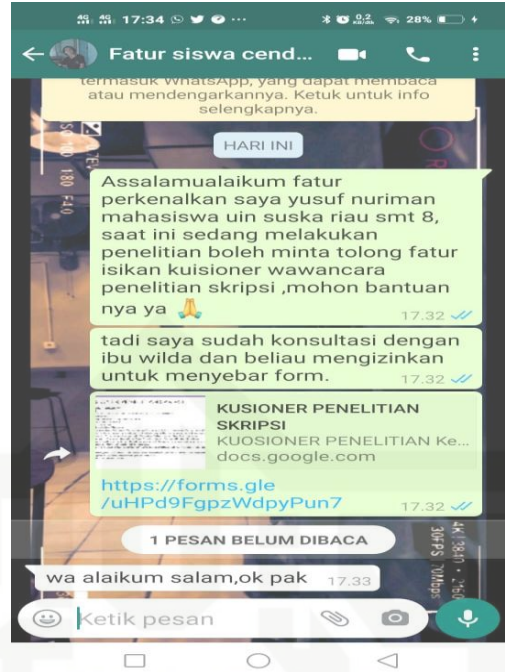 17:34
0,2
KB/ds
28%
Fatur siswa cend...
termasuk WhatsApp, yang dapat membaca
atau mendengarkannya. Ketuk untuk info
selengkapnya.
HARI INI
Assalamualaikum fatur
perkenalkan saya yusuf nuriman
mahasiswa uin suska riau smt 8,
saat ini sedang melakukan
penelitian boleh minta tolong fatur
isikan kuisioner wawancara
penelitian skripsi ,mohon bantuan
nya ya 🙏
17.32
tadi saya sudah konsultasi dengan
ibu wilda dan beliau mengizinkan
untuk menyebar form.
17.32
KUSIONER PENELITIAN
SKRIPSI
KUOSIONER PENELITIAN Ke...
docs.google.com
https://forms.gle
/uHPd9FgpzWdpyPun7
17.32
1 PESAN BELUM DIBACA
wa alaikum salam,ok pak
17.33
Ketik pesan